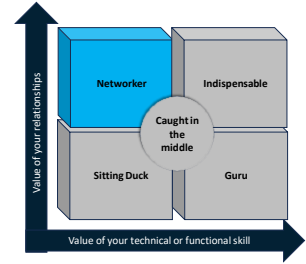 Value of your relationships
Networker
Indispensable
Caught in
the
middle
Sitting Duck
Guru
Value of your technical or functional skill